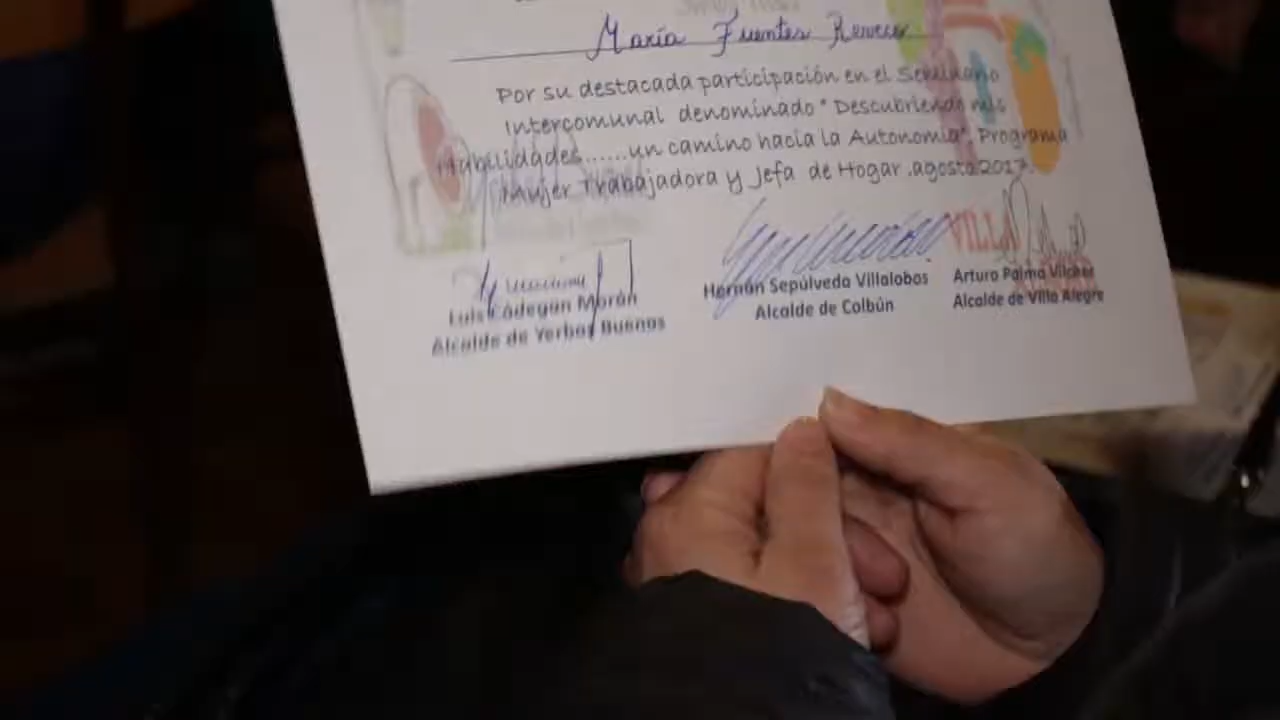 María Fuentes
Por su destacada participación en el Seminario
Intercomunal denominado "Descubriendo mis
Habilidades......un camino hacia la Autonomía". Programa
Mujer Trabajadora y Jefa de Hogar .agosto 2017.
VILLA
Luis Cádegan Morán
Hernán Sepúlveda Villalobos
Arturo Palma Vilches
Alcalde de Yerbas Buenas
Alcalde de Colbún
Alcalde de Villa Alegre